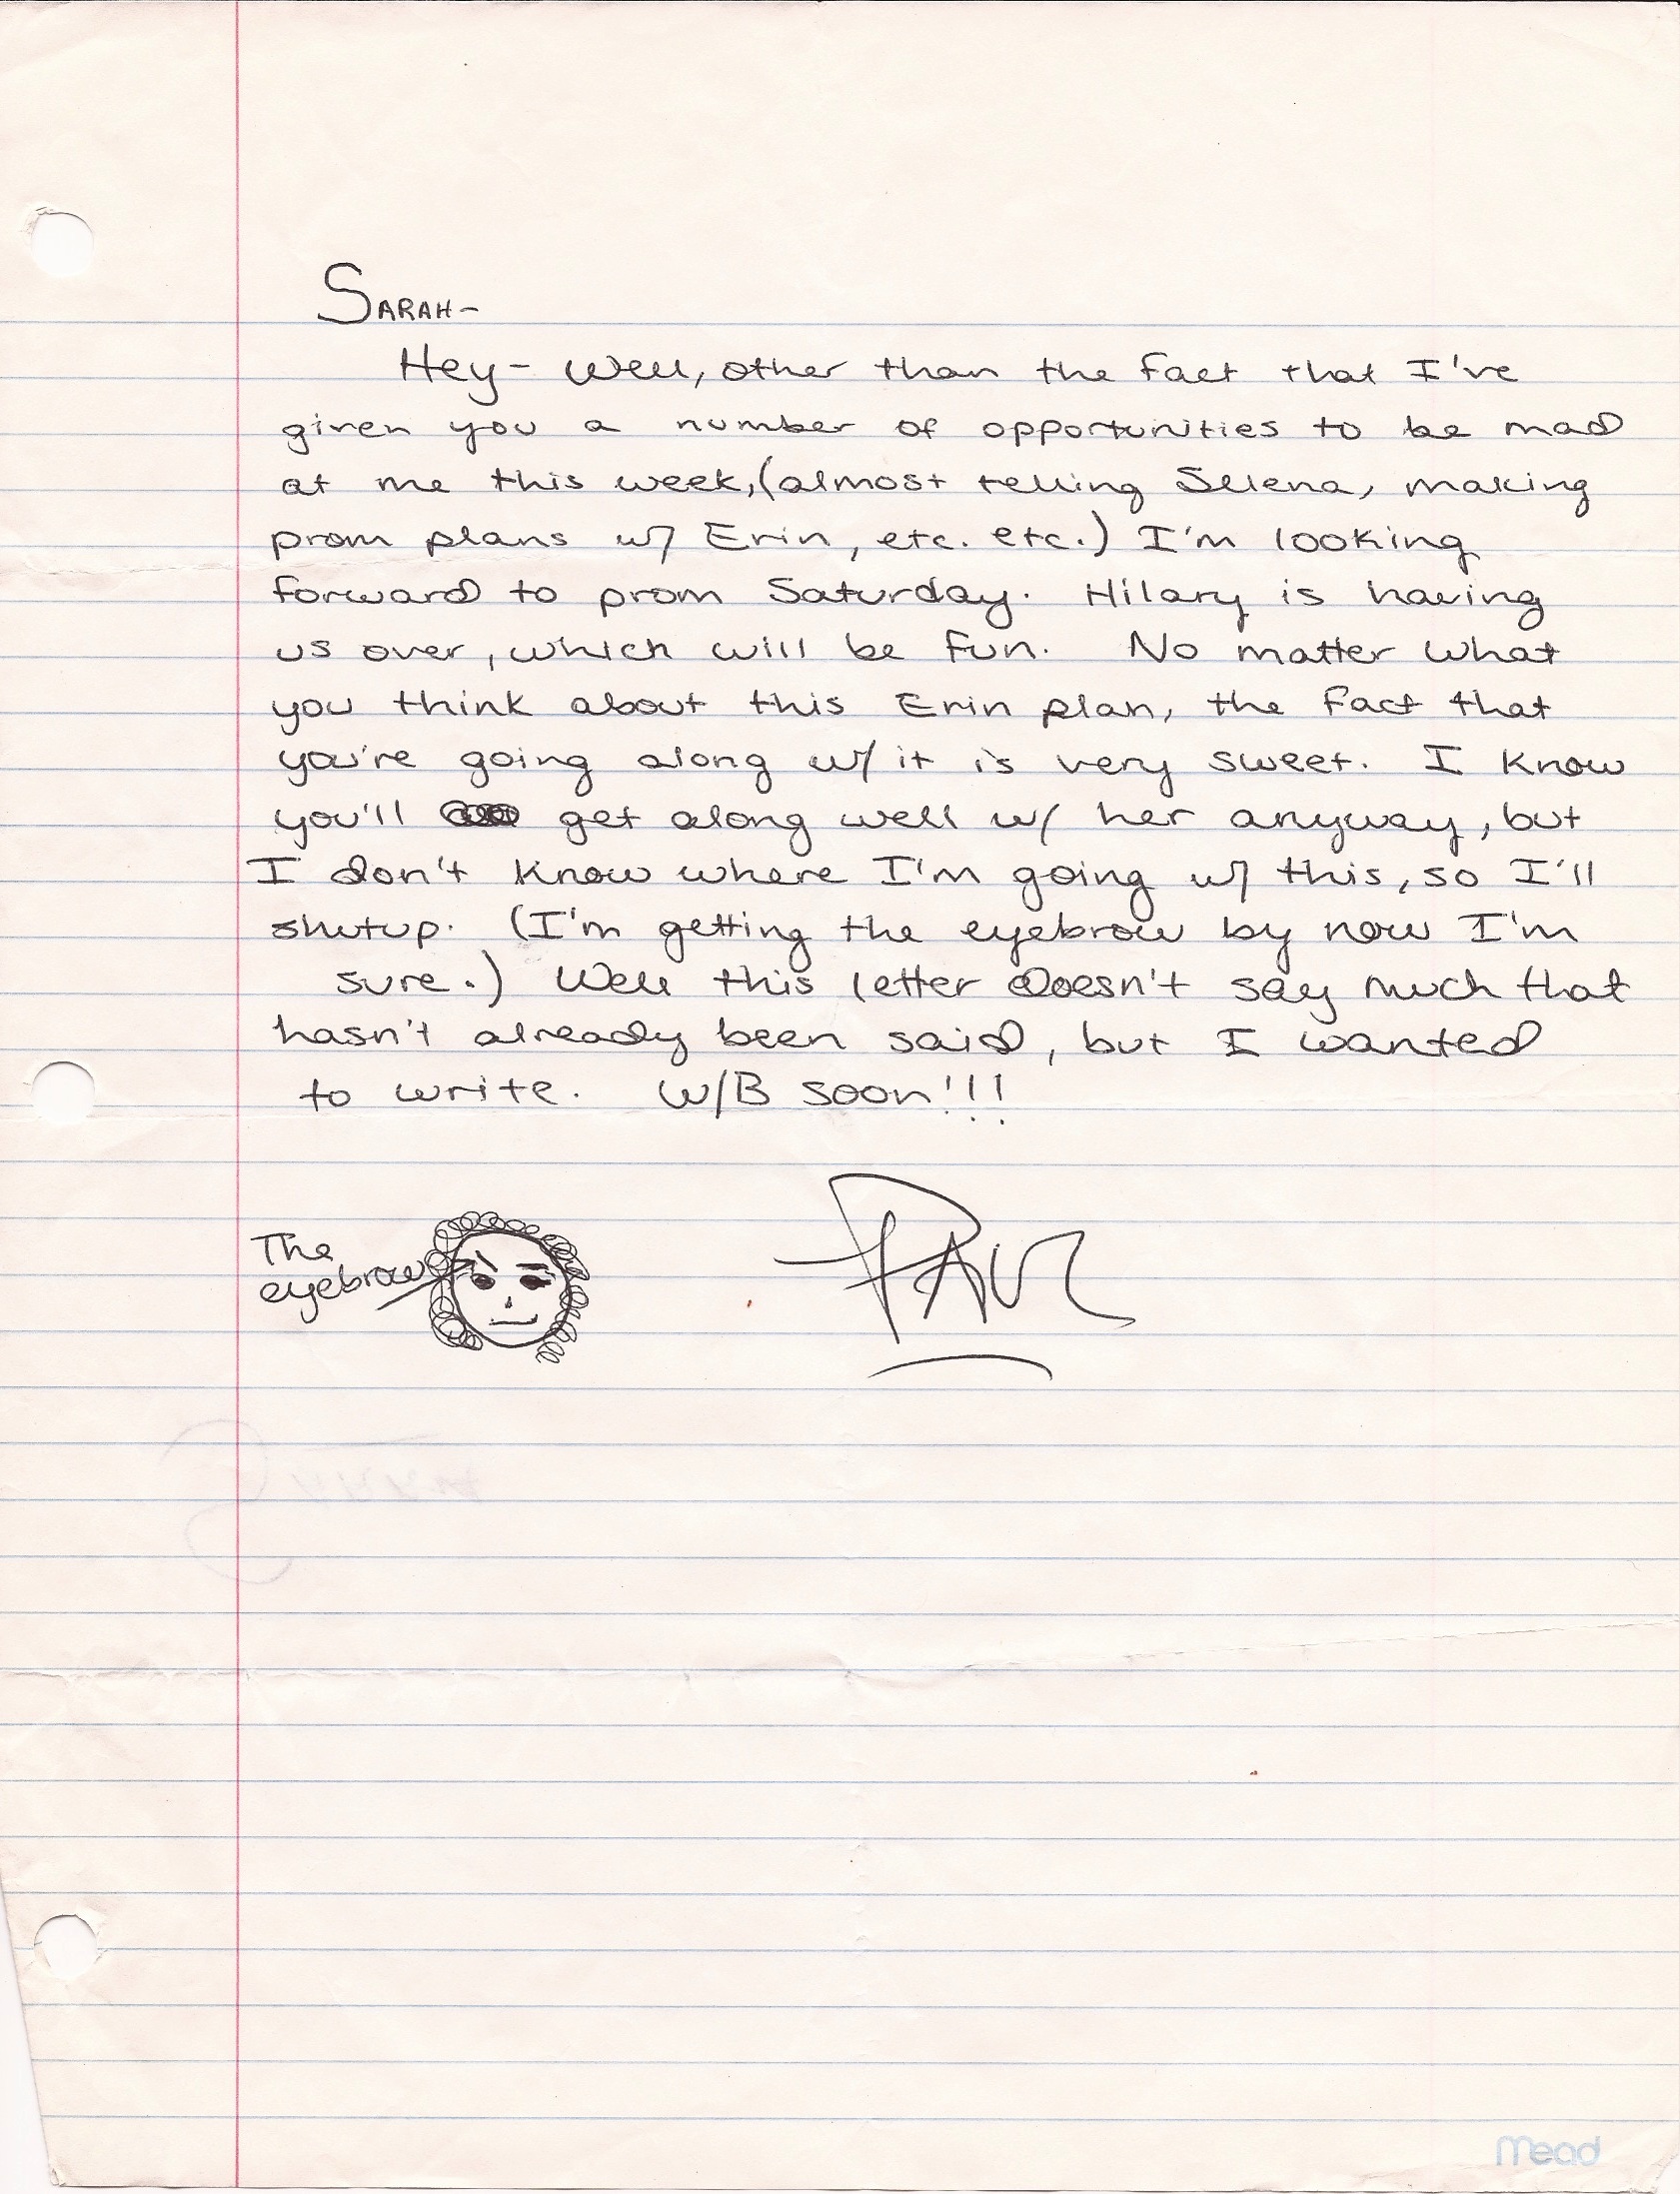 SARAH-
Hey- Well, other than the fact that I've
given you a number of opportunities to be mad
at me this week, (almost telling Selena, making
prom plans w/ Erin, etc. etc.) I'm looking
forward to prom Saturday. Hilary is having
us over, which will be fun. No matter what
you think about this Erin plan, the fact that
you're going along w/ it is very sweet. I know
you'll get along well w/ her anyway, but
I don't know where I'm going w/ this, so I'll
shutup. (I'm getting the eyebrow by now I'm
sure.) Well this letter doesn't say much that
hasn't already been said, but I wanted
to write. W/B soon!!!
The
eyebrow
PAUL
Mead